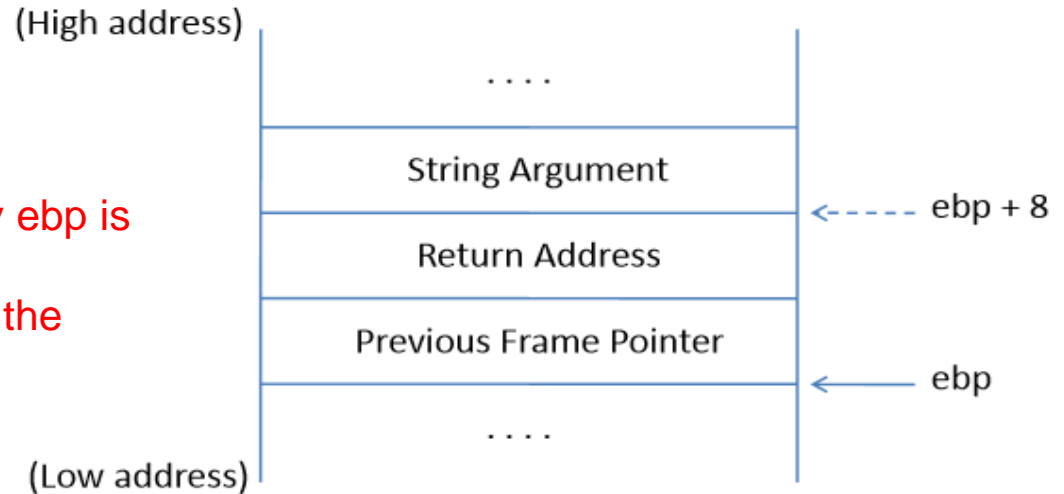 (High address)
. . . .
String Argument
ebp is
ebp + 8
Return Address
the
Previous Frame Pointer
ebp
. . . .
(Low address)